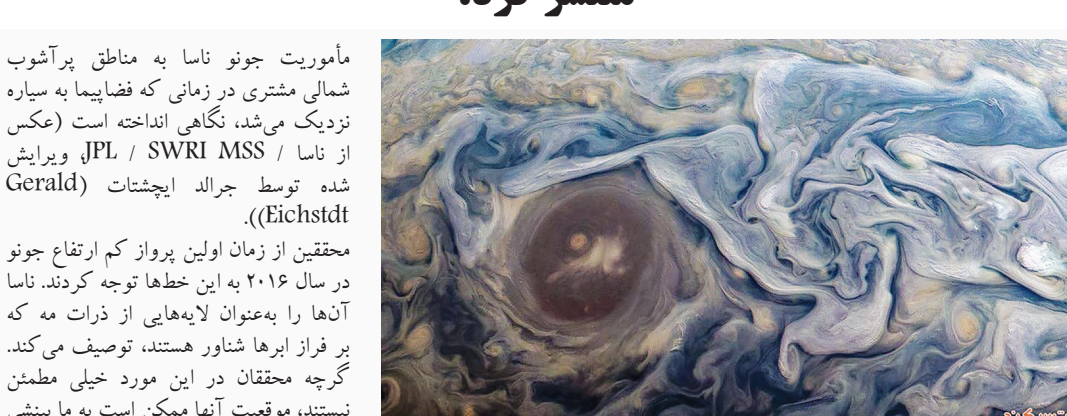 مأموریت جونو ناسا به مناطق پرآشوب
شمالی مشتری در زمانی که فضاپیما به سیاره
نزدیک می‌شد، نگاهی انداخته است (عکس
از ناسا / JPL / SWRI MSS، ویرایش
شده توسط جرالد ایچشتات (Gerald
Eichstdt)).
محققین از زمان اولین پرواز کم ارتفاع جونو
در سال ۲۰۱۶ به این خط‌ها توجه کردند. ناسا
آن‌ها را به‌عنوان لایه‌هایی از ذرات مه که
بر فراز ابرها شناور هستند، توصیف می‌کند.
گرچه محققان در این مورد خیلی مطمئن
نیستند، موقعیت آنها ممکن است به ما بینشی